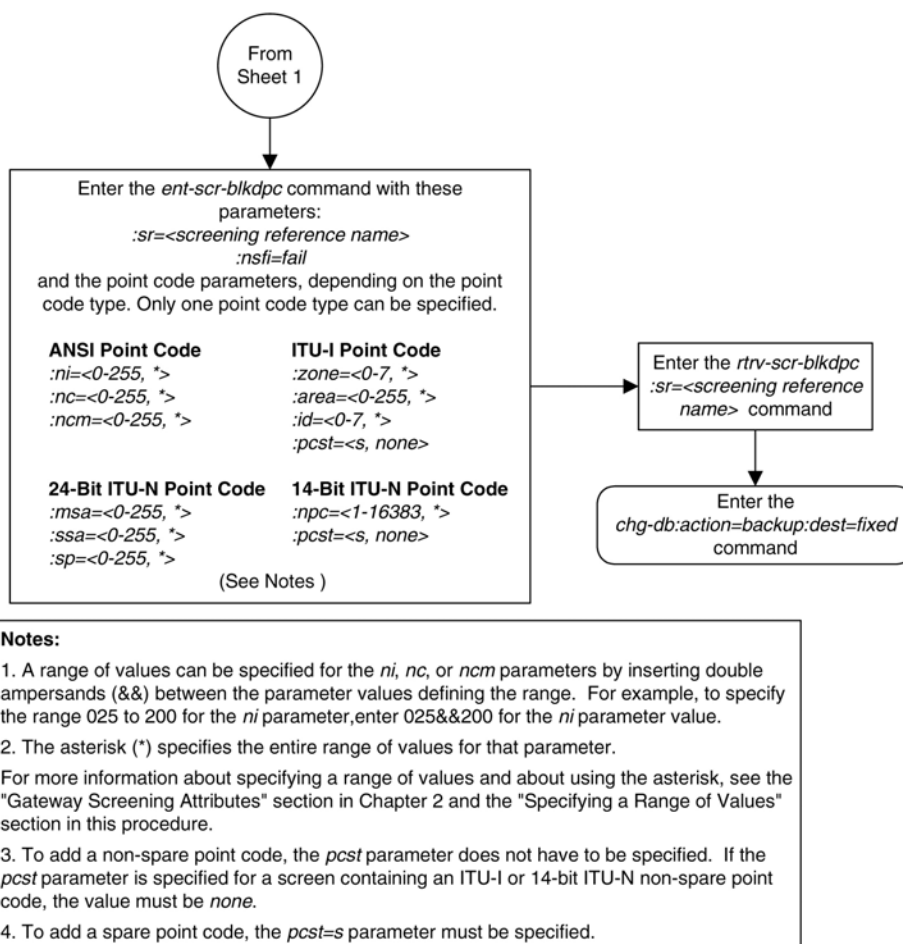 From
Sheet 1
Enter the ent-scr-blkdpc command with these
parameters:
:sr=<screening reference name>
:nsfi=fail
and the point code parameters, depending on the point
code type. Only one point code type can be specified.
ANSI Point Code
:ni=<0-255, *>
:nc=<0-255, *>
:ncm=<0-255, *>
ITU-I Point Code
:zone=<0-7, *>
:area=<0-255, *>
:id=<0-7, *>
:pcst=<s, none>
24-Bit ITU-N Point Code
:msa=<0-255, *>
:ssa=<0-255, *>
:sp=<0-255, *>
14-Bit ITU-N Point Code
:npc=<1-16383, *>
:pcst=<s, none>
(See Notes )
Enter the rtrv-scr-blkdpc
:sr=<screening reference
name> command
Enter the
chg-db:action=backup:dest=fixed
command
Notes:
1. A range of values can be specified for the ni, nc, or ncm parameters by inserting double
ampersands (&&) between the parameter values defining the range. For example, to specify
the range 025 to 200 for the ni parameter,enter 025&&200 for the ni parameter value.
2. The asterisk (*) specifies the entire range of values for that parameter.
For more information about specifying a range of values and about using the asterisk, see the
"Gateway Screening Attributes" section in Chapter 2 and the "Specifying a Range of Values"
section in this procedure.
3. To add a non-spare point code, the pcst parameter does not have to be specified. If the
pcst parameter is specified for a screen containing an ITU-I or 14-bit ITU-N non-spare point
code, the value must be none.
4. To add a spare point code, the pcst=s parameter must be specified.